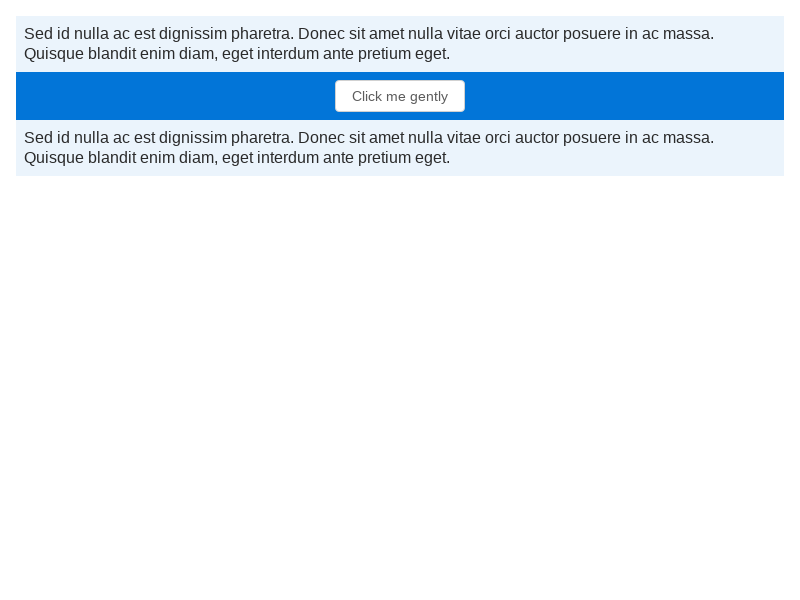 Sed id nulla ac est dignissim pharetra. Donec sit amet nulla vitae orci auctor posuere in ac massa.
Quisque blandit enim diam, eget interdum ante pretium eget.
Click me gently
Sed id nulla ac est dignissim pharetra. Donec sit amet nulla vitae orci auctor posuere in ac massa.
Quisque blandit enim diam, eget interdum ante pretium eget.